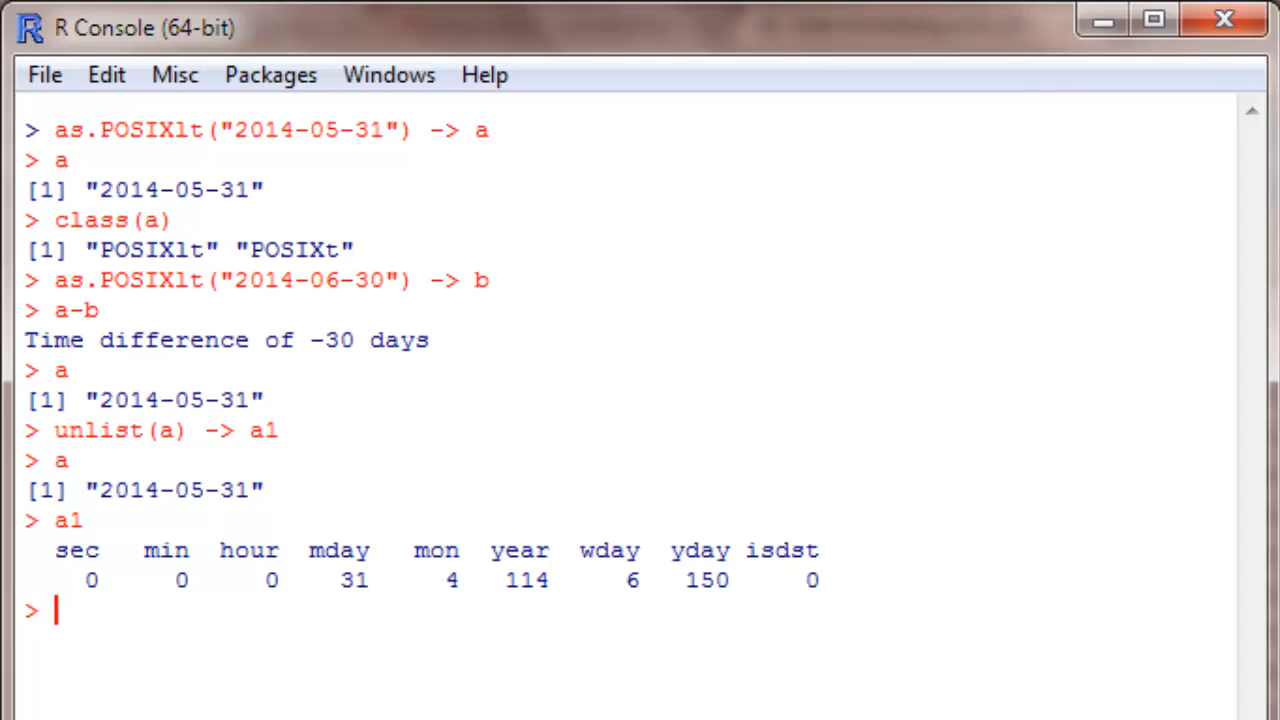 R Console (64-bit)
File Edit Misc Packages Windows Help
> as.POSIXlt("2014-05-31") -> a
> a
[1] "2014-05-31"
> class(a)
[1] "POSIXlt" "POSIXt"
> as.POSIXlt("2014-06-30") -> b
> a-b
Time difference of -30 days
> a
[1] "2014-05-31"
> unlist(a) -> a1
> a
[1] "2014-05-31"
> a1
sec min hour mday mon year wday yday isdst
0 0 0 31 4 114 6 150 0
>